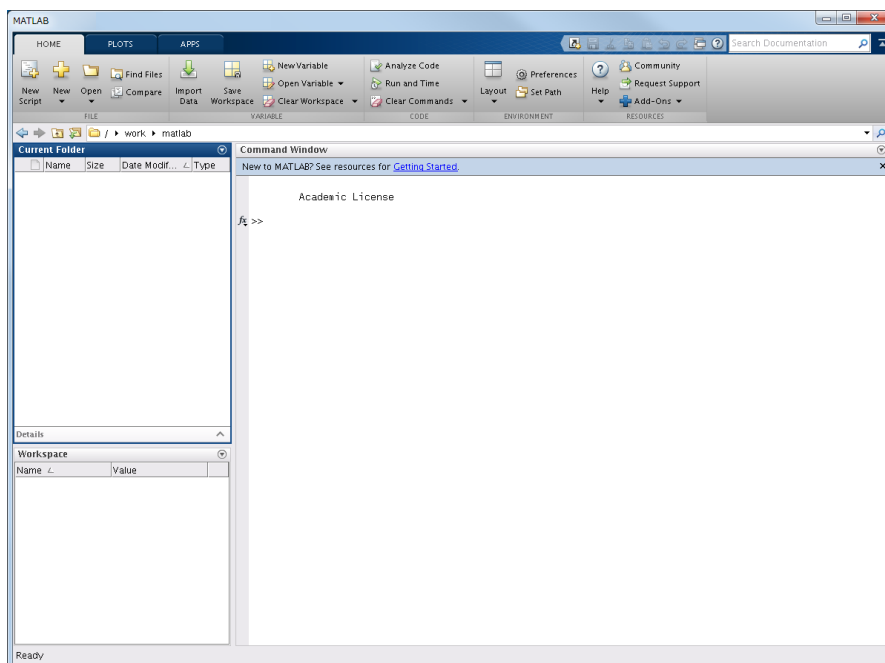 MATLAB
HOME PLOTS APPS
Search Documentation
New Script
New
Open
Find Files
Compare
FILE
Import Data
Save Workspace
New Variable
Open Variable
Clear Workspace
VARIABLE
Analyze Code
Run and Time
Clear Commands
CODE
Layout
Preferences
Set Path
ENVIRONMENT
Help
Community
Request Support
Add-Ons
RESOURCES
/ work matlab
Current Folder
Name Size Date Modif... Type
Details
Workspace
Name Value
Command Window
New to MATLAB? See resources for Getting Started.
Academic License
fx >>
Ready